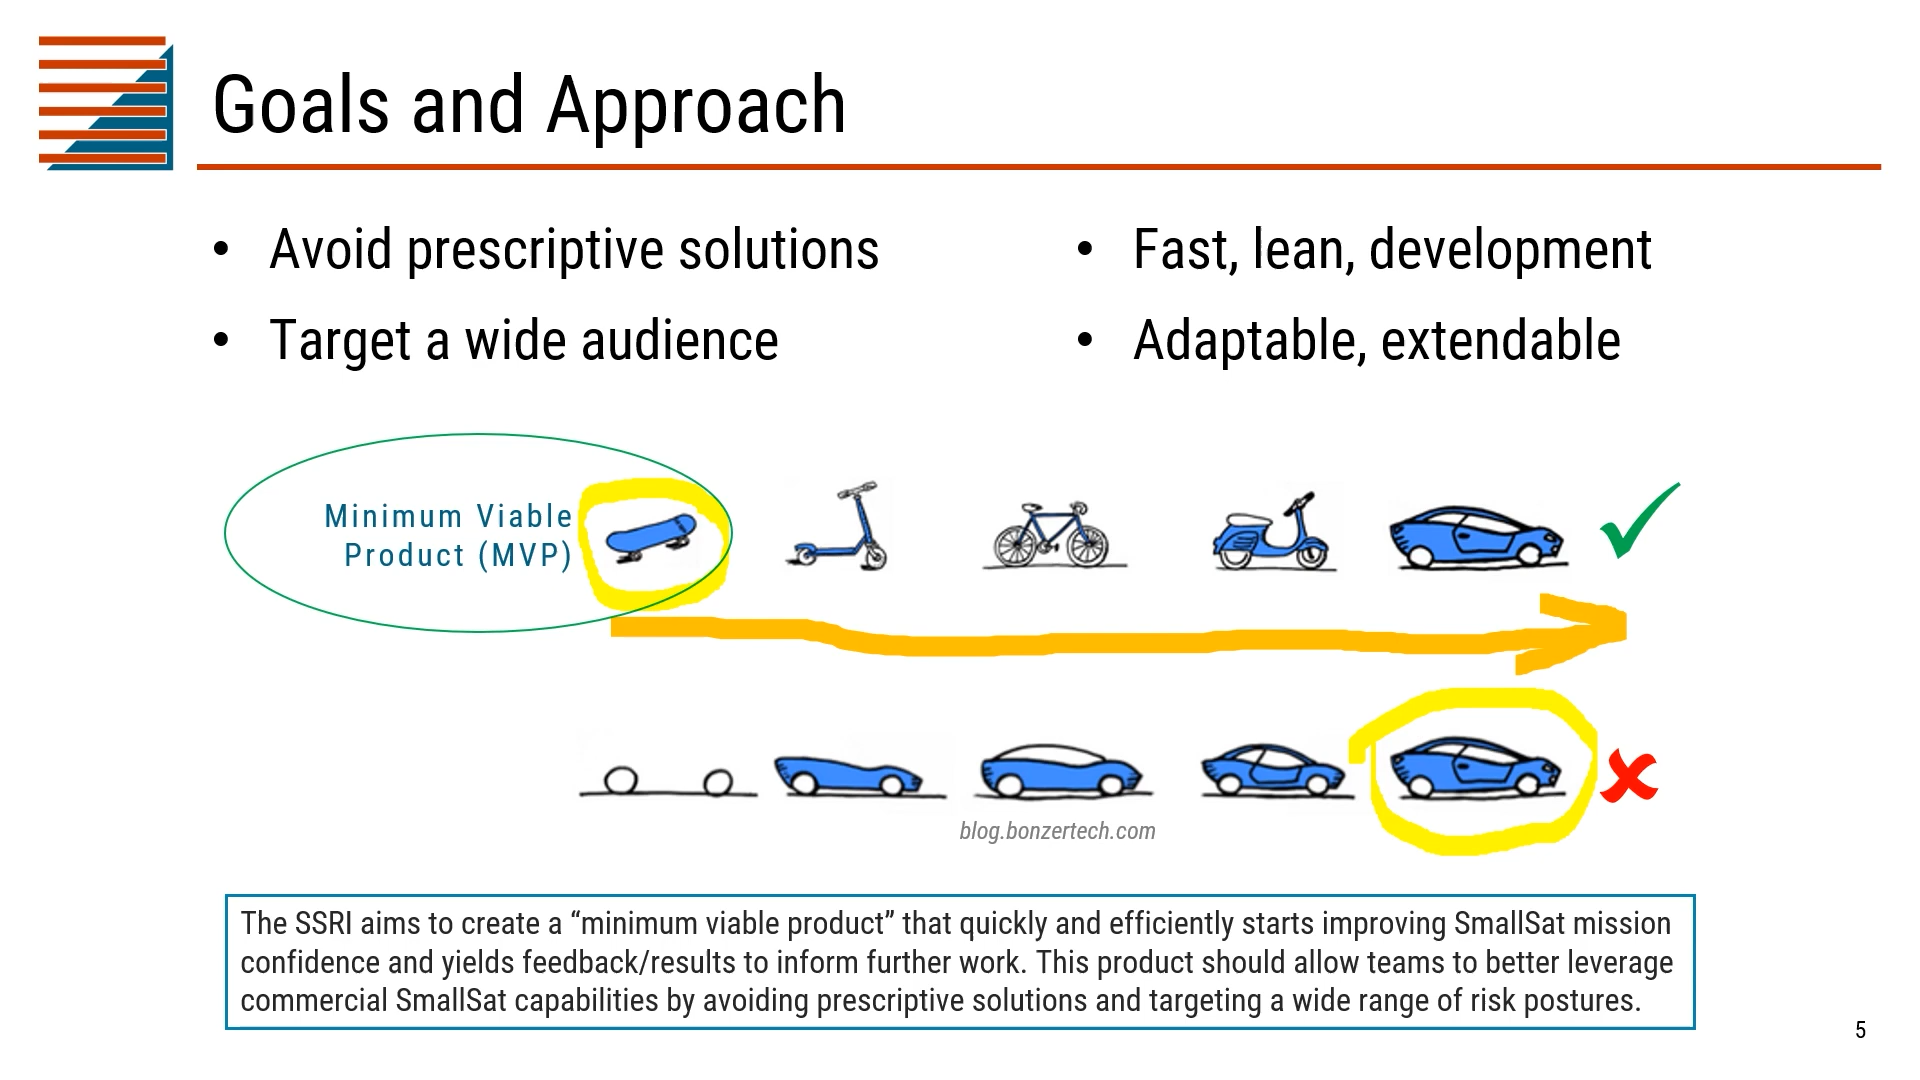 Goals and Approach
• Avoid prescriptive solutions
• Target a wide audience
• Fast, lean, development
• Adaptable, extendable
Minimum Viable
Product (MVP)
blog.bonzertech.com
The SSRI aims to create a “minimum viable product” that quickly and efficiently starts improving SmallSat mission
confidence and yields feedback/results to inform further work. This product should allow teams to better leverage
commercial SmallSat capabilities by avoiding prescriptive solutions and targeting a wide range of risk postures.
5